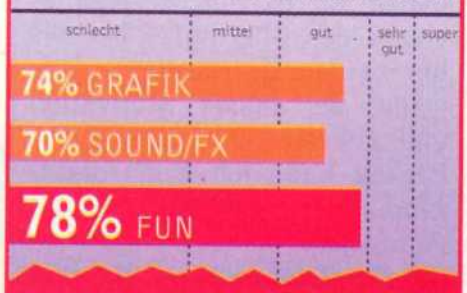 schlecht mittel gut sehr gut super
74% GRAFIK
70% SOUND/FX
78% FUN